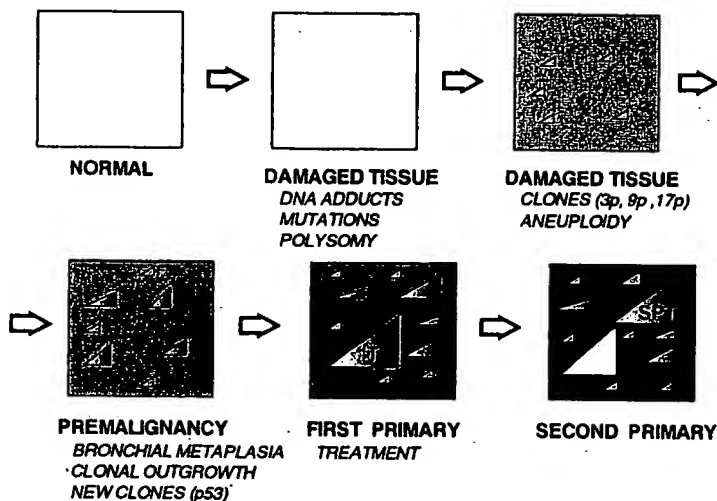 NORMAL
DAMAGED TISSUE
DNA ADDUCTS
MUTATIONS
POLYSOMY
DAMAGED TISSUE
CLONES (3p, 9p ,17p)
ANEUPLOIDY
PREMALIGNANCY
BRONCHIAL METAPLASIA
CLONAL OUTGROWTH
NEW CLONES (p53)
FIRST PRIMARY
TREATMENT
SECOND PRIMARY